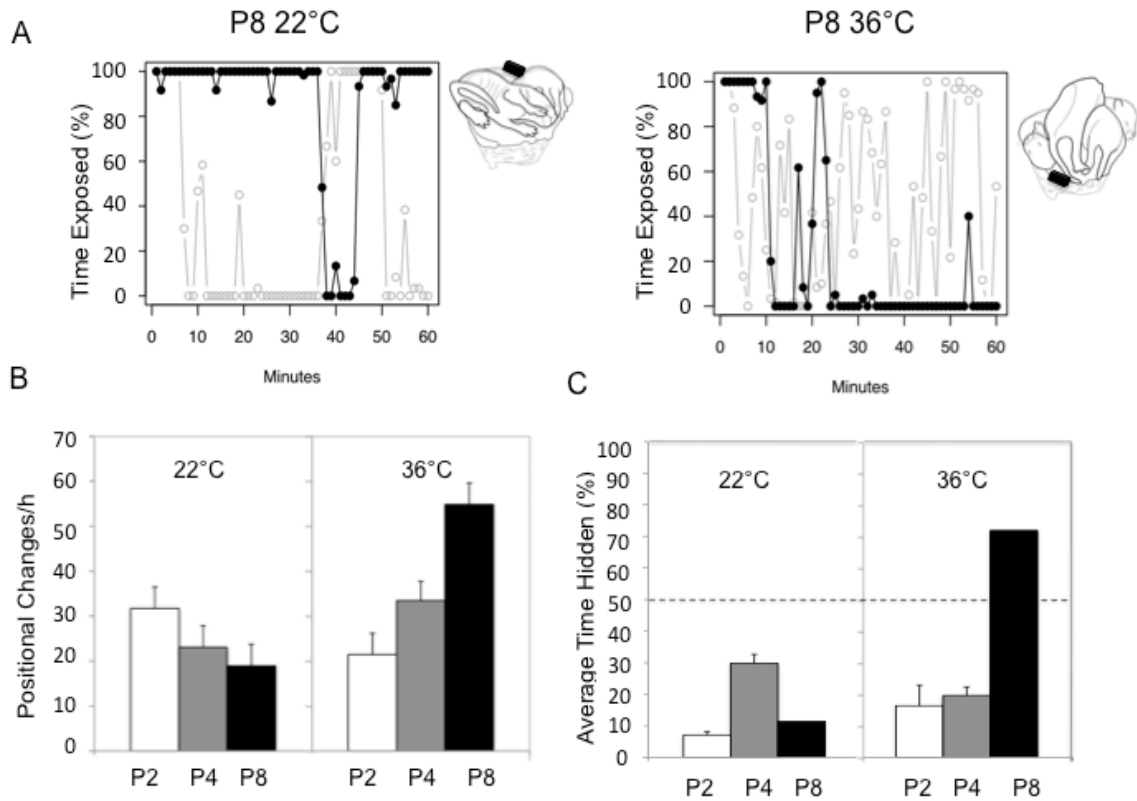 A
P8 22°C
P8 36°C
Time Exposed (%)
100
80
60
40
20
0
0 10 20 30 40 50 60
Minutes
Time Exposed (%)
100
80
60
40
20
0
0 10 20 30 40 50 60
Minutes
B
Positional Changes/h
70
60
50
40
30
20
10
0
22°C
36°C
P2 P4 P8
P2 P4 P8
C
Average Time Hidden (%)
100
90
80
70
60
50
40
30
20
10
0
22°C
36°C
P2 P4 P8
P2 P4 P8